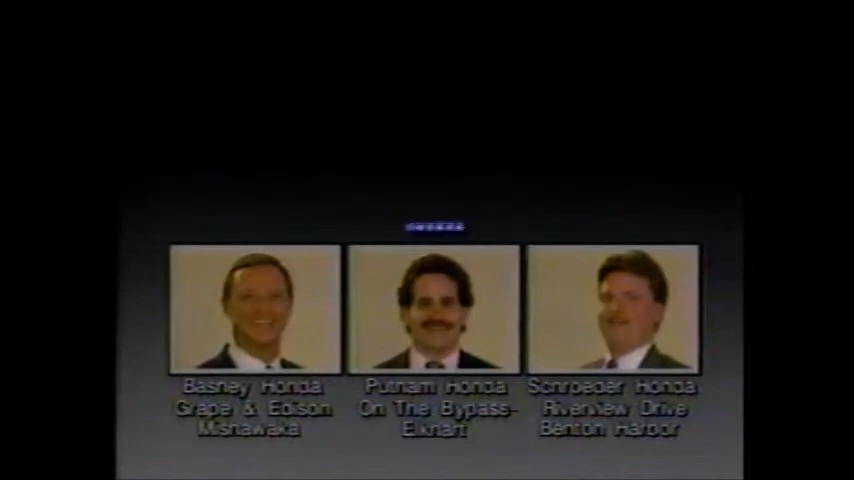 Basney Honda
Grape & Edison
Mishawaka
Putnam Honda
On The Bypass-
Elkhart
Schroeder Honda
Riverview Drive
Benton Harbor